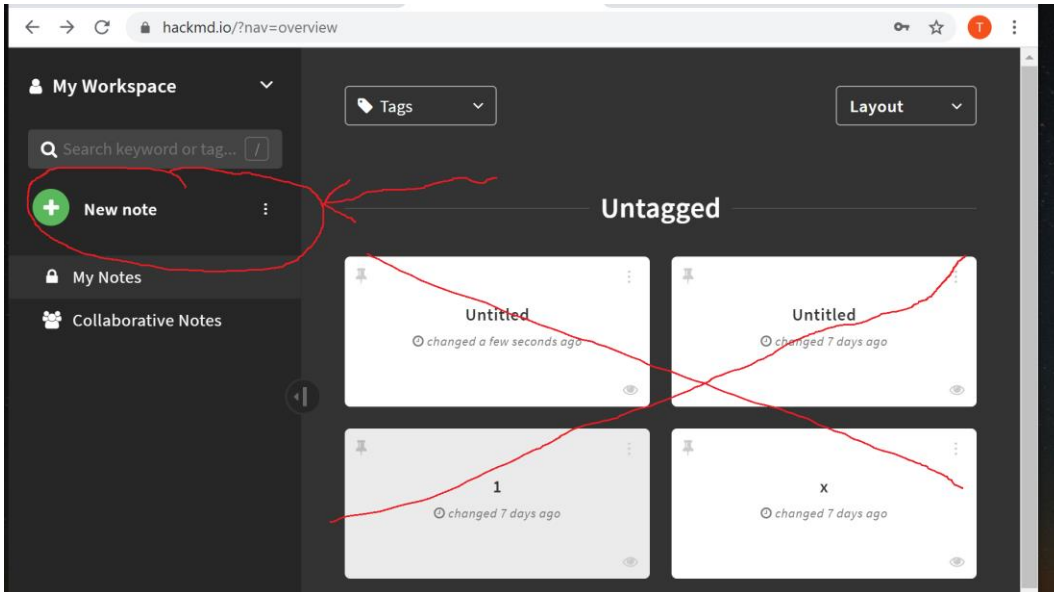 hackmd.io/?nav=overview
T
My Workspace
Search keyword or tag... /
New note
My Notes
Collaborative Notes
Tags
Layout
Untagged
Untitled
changed a few seconds ago
Untitled
changed 7 days ago
1
changed 7 days ago
x
changed 7 days ago